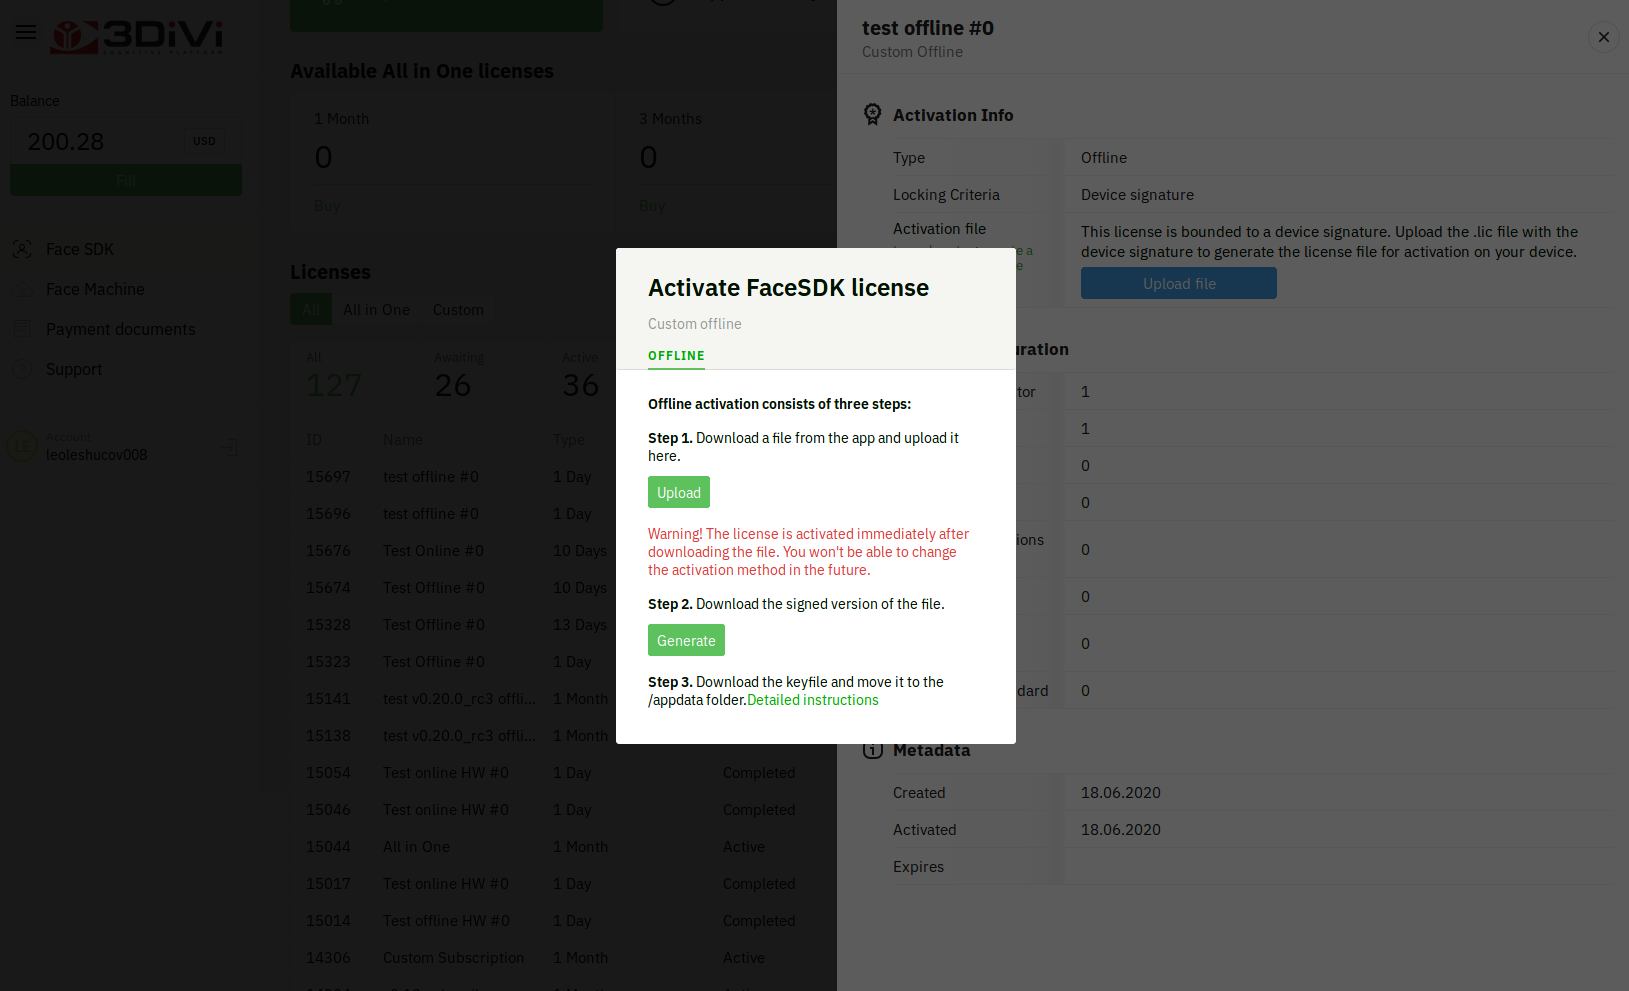 3DiVi
Balance
200.28
USD
Fill
Face SDK
Face Machine
Payment documents
Support
Account
LE
leoleshucov008
Available All in One licenses
1 Month
3 Months
0
0
Buy
Buy
Licenses
All
All in One
Custom
All
Awaiting
Active
127
26
36
ID
Name
Type
15697
test offline #0
1 Day
15696
test offline #0
1 Day
15676
Test Online #0
10 Days
15674
Test Offline #0
10 Days
15328
Test Offline #0
13 Days
15323
Test Offline #0
1 Day
15141
test v0.20.0_rc3 offli...
1 Month
15138
test v0.20.0_rc3 offli...
1 Month
15054
Test online HW #0
1 Day
Completed
15046
Test online HW #0
1 Day
Completed
15044
All in One
1 Month
Active
15017
Test online HW #0
1 Day
Completed
15014
Test offline HW #0
1 Day
Completed
14306
Custom Subscription
1 Month
Active
Activate FaceSDK license
Custom offline
OFFLINE
Offline activation consists of three steps:
Step 1. Download a file from the app and upload it
here.
Upload
Warning! The license is activated immediately after
downloading the file. You won't be able to change
the activation method in the future.
Step 2. Download the signed version of the file.
Generate
Step 3. Download the keyfile and move it to the
/appdata folder.Detailed instructions
test offline #0
Custom Offline
Activation Info
Type
Offline
Locking Criteria
Device signature
Activation file
This license is bounded to a device signature. Upload the .lic file with the
device signature to generate the license file for activation on your device.
Upload file
uration
tor
1
1
0
0
ions
0
0
0
dard
0
Metadata
Created
18.06.2020
Activated
18.06.2020
Expires